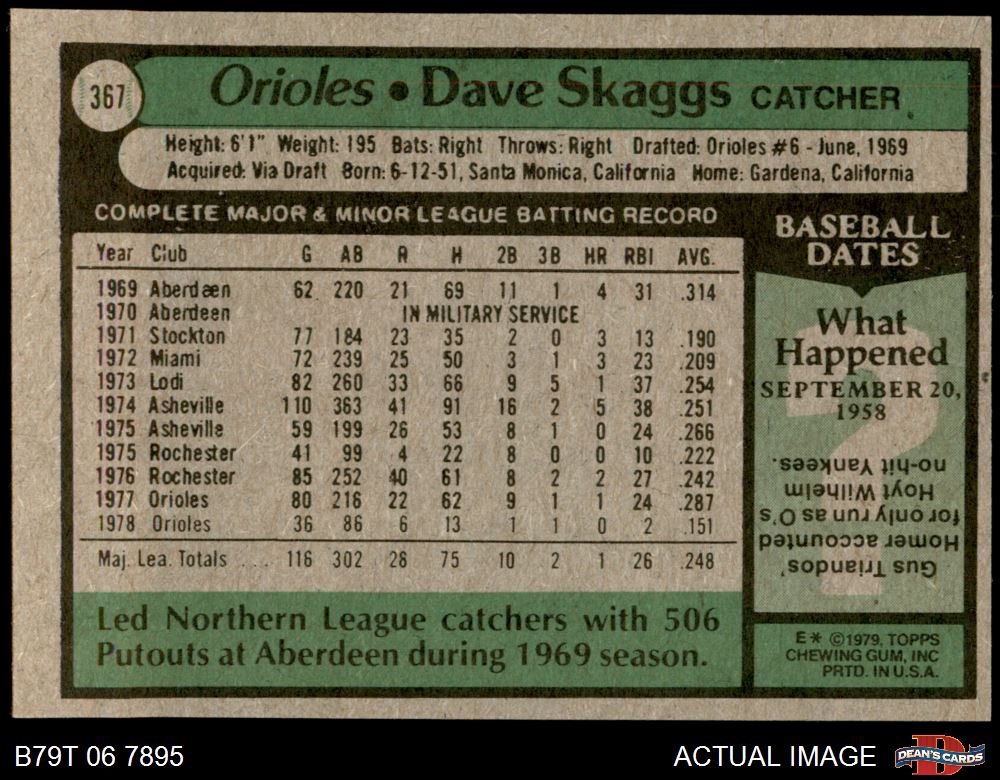 367
Orioles • Dave Skaggs CATCHER
Height: 6'1" Weight: 195 Bats: Right Throws: Right Drafted: Orioles #6 - June, 1969
Acquired: Via Draft Born: 6-12-51, Santa Monica, California Home: Gardena, California
COMPLETE MAJOR & MINOR LEAGUE BATTING RECORD
Year Club G AB R H 2B 3B HR RBI AVG.
1969 Aberdeen 62 220 21 69 11 1 4 31 .314
1970 Aberdeen IN MILITARY SERVICE
1971 Stockton 77 184 23 35 2 0 3 13 .190
1972 Miami 72 239 25 50 3 1 3 23 .209
1973 Lodi 82 260 33 66 9 5 1 37 .254
1974 Asheville 110 363 41 91 16 2 5 38 .251
1975 Asheville 59 199 26 53 8 1 0 24 .266
1975 Rochester 41 99 4 22 8 0 0 10 .222
1976 Rochester 85 252 40 61 8 2 2 27 .242
1977 Orioles 80 216 22 62 9 1 1 24 .287
1978 Orioles 36 86 6 13 1 1 0 2 .151
Maj. Lea. Totals ... 116 302 28 75 10 2 1 26 .248
Led Northern League catchers with 506
Putouts at Aberdeen during 1969 season.
BASEBALL
DATES
What
Happened
SEPTEMBER 20,
1958
Gus Triandos'
Homer accounted
for only run as O's
Hoyt Wilhelm
no-hit Yankees.
E* ©1979, TOPPS
CHEWING GUM, INC
PRTD. IN U.S.A.
B79T 06 7895
ACTUAL IMAGE
DEAN'S CARDS